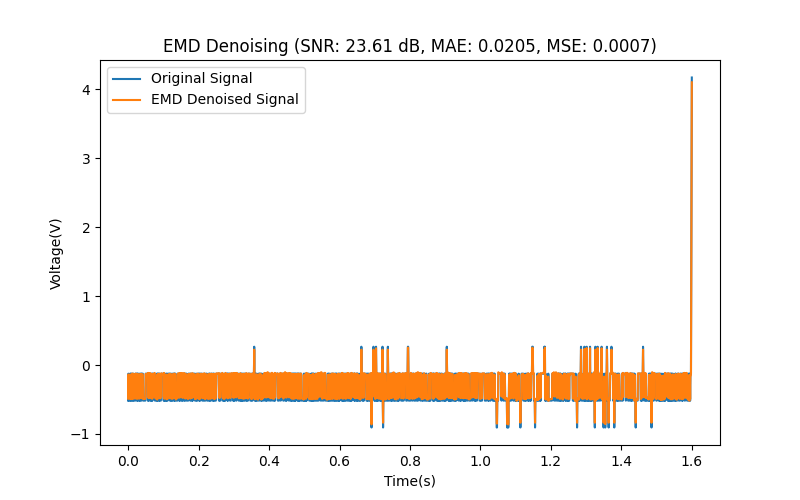 EMD Denoising (SNR: 23.61 dB, MAE: 0.0205, MSE: 0.0007)
Original Signal
EMD Denoised Signal
4
3
2
1
0
−1
Voltage(V)
0.0 0.2 0.4 0.6 0.8 1.0 1.2 1.4 1.6
Time(s)